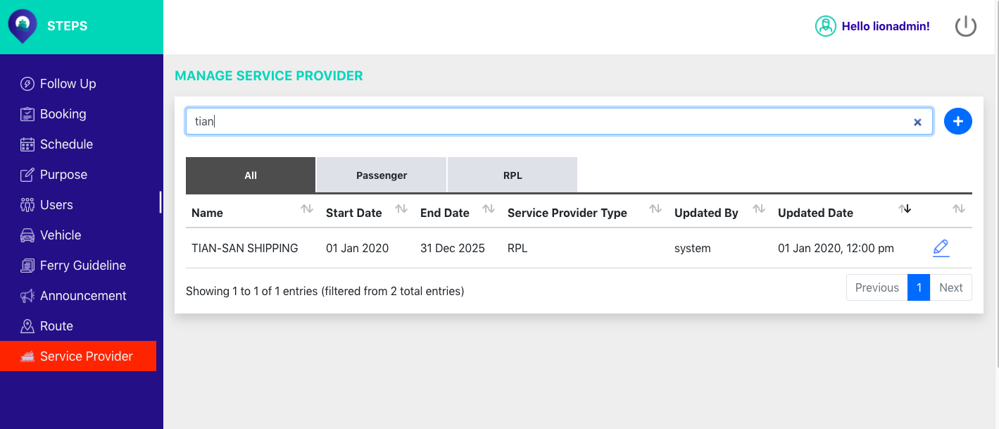 STEPS
Hello lionadmin!
Follow Up
Booking
Schedule
Purpose
Users
Vehicle
Ferry Guideline
Announcement
Route
Service Provider
MANAGE SERVICE PROVIDER
tian
All Passenger RPL
Name Start Date End Date Service Provider Type Updated By Updated Date
TIAN-SAN SHIPPING 01 Jan 2020 31 Dec 2025 RPL system 01 Jan 2020, 12:00 pm
Showing 1 to 1 of 1 entries (filtered from 2 total entries)
Previous 1 Next